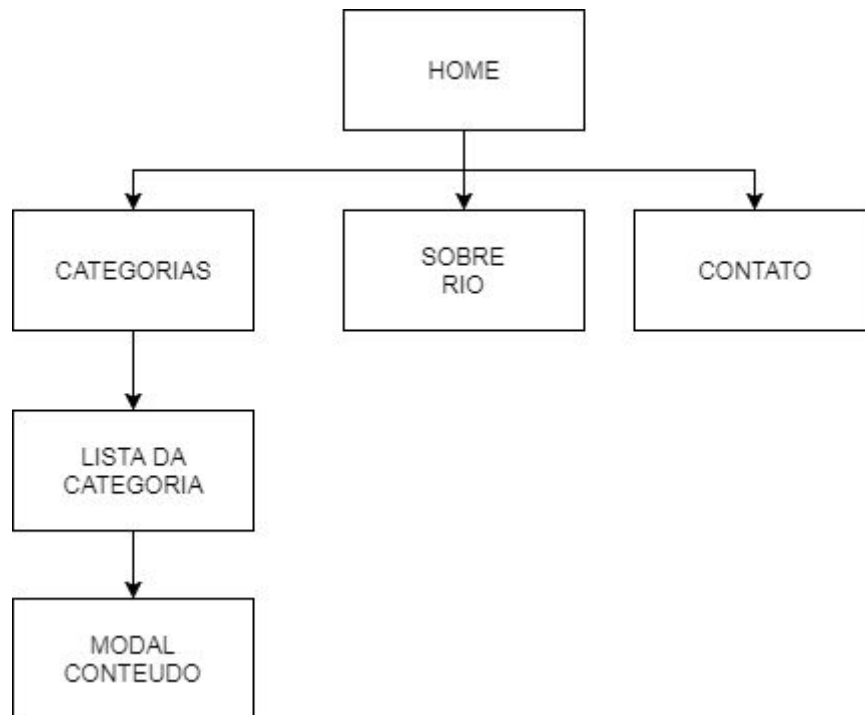 HOME
CATEGORIAS
SOBRE
RIO
CONTATO
LISTA DA
CATEGORIA
MODAL
CONTEUDO